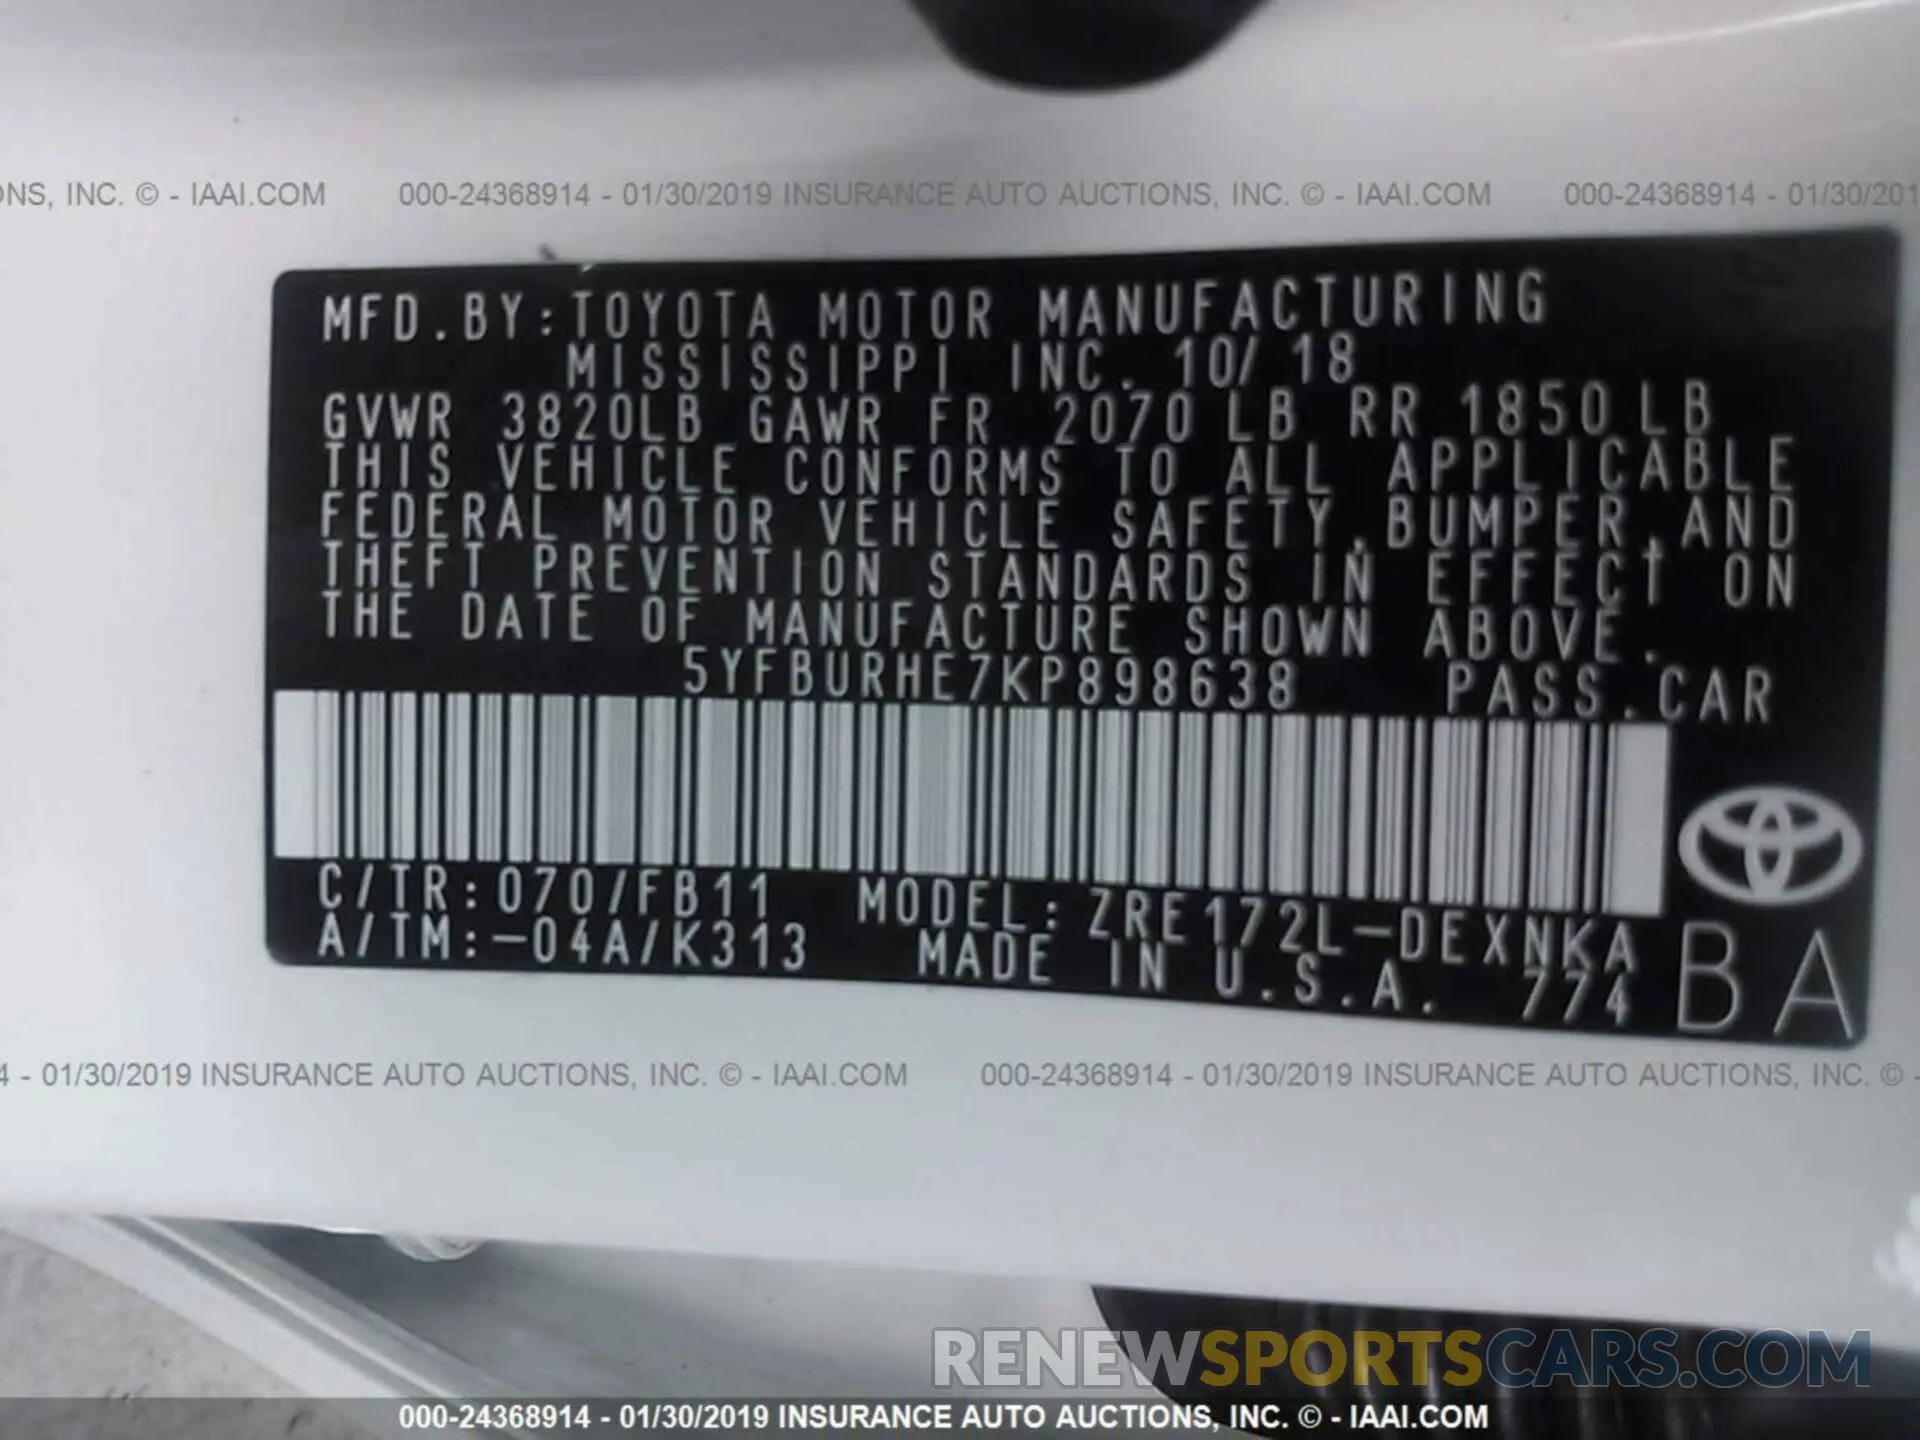 ONS, INC. © - IAAI.COM 000-24368914 - 01/30/2019 INSURANCE AUTO AUCTIONS, INC. © - IAAI.COM 000-24368914 - 01/30/201
MFD.BY:TOYOTA MOTOR MANUFACTURING
MISSISSIPPI INC. 10/ 18
GVWR 3820LB GAWR FR 2070 LB RR 1850 LB
THIS VEHICLE CONFORMS TO ALL APPLICABLE
FEDERAL MOTOR VEHICLE SAFETY,BUMPER,AND
THEFT PREVENTION STANDARDS IN EFFECT ON
THE DATE OF MANUFACTURE SHOWN ABOVE.
5YFBURHE7KP898638 PASS.CAR
C/TR:070/FB11 MODEL:ZRE172L-DEXNKA
A/TM:-04A/K313 MADE IN U.S.A. 774
BA
4 - 01/30/2019 INSURANCE AUTO AUCTIONS, INC. © - IAAI.COM 000-24368914 - 01/30/2019 INSURANCE AUTO AUCTIONS, INC. © -
RENEWSPORTSCARS.COM
000-24368914 - 01/30/2019 INSURANCE AUTO AUCTIONS, INC. © - IAAI.COM